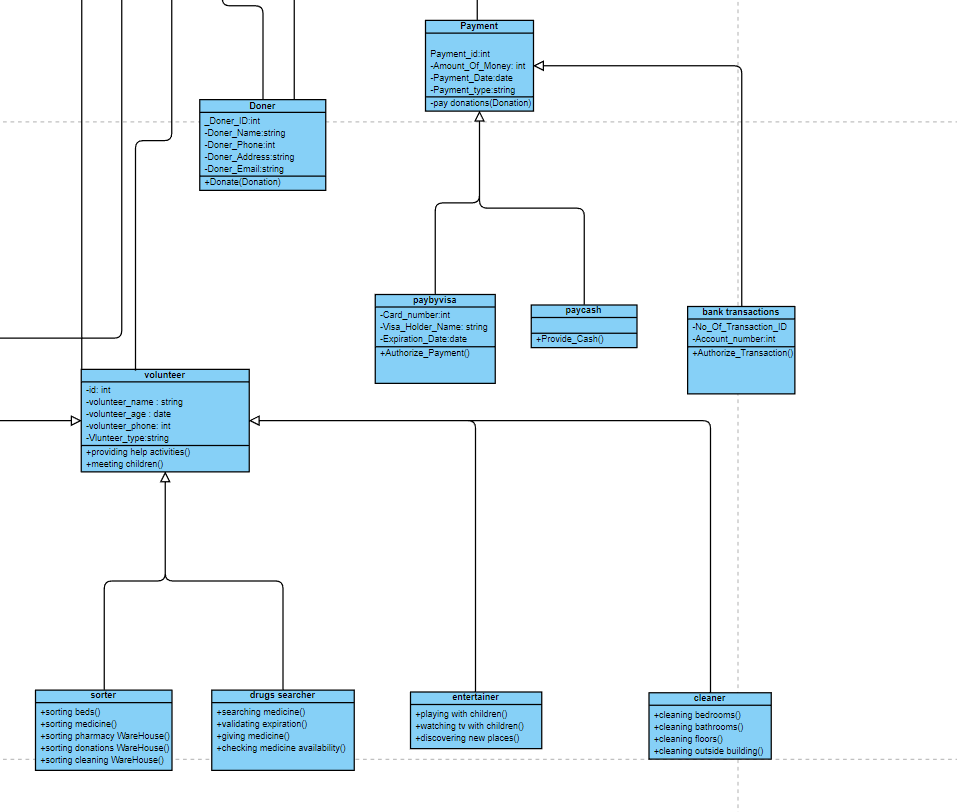 Payment
Payment_id:int
-Amount_Of_Money: int
-Payment_Date:date
-Payment_type:string
-pay donations(Donation)
Doner
_Doner_ID:int
-Doner_Name:string
-Doner_Phone:int
-Doner_Address:string
-Doner_Email:string
+Donate(Donation)
paybyvisa
-Card_number:int
-Visa_Holder_Name: string
-Expiration_Date:date
+Authorize_Payment()
paycash
+Provide_Cash()
bank transactions
-No_Of_Transaction_ID
-Account_number:int
+Authorize_Transaction()
volunteer
-id: int
-volunteer_name : string
-volunteer_age : date
-volunteer_phone: int
-Vlunteer_type:string
+providing help activities()
+meeting children()
sorter
+sorting beds()
+sorting medicine()
+sorting pharmacy WareHouse()
+sorting donations WareHouse()
+sorting cleaning WareHouse()
drugs searcher
+searching medicine()
+validating expiration()
+giving medicine()
+checking medicine availability()
entertainer
+playing with children()
+watching tv with children()
+discovering new places()
cleaner
+cleaning bedrooms()
+cleaning bathrooms()
+cleaning floors()
+cleaning outside building()